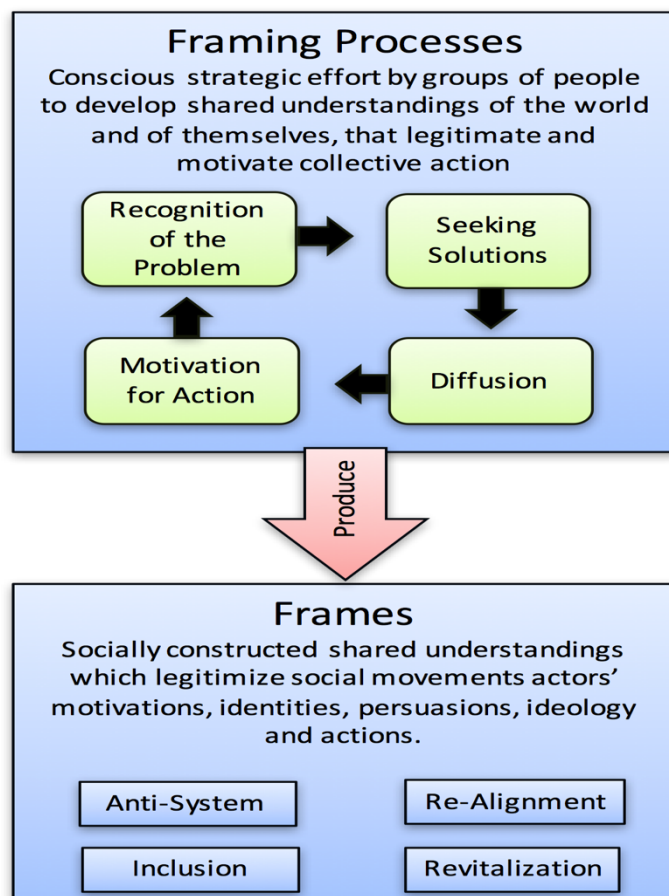 Framing Processes
Conscious strategic effort by groups of people
to develop shared understandings of the world
and of themselves, that legitimate and
motivate collective action
Recognition
of the
Problem
Seeking
Solutions
Motivation
for Action
Diffusion
Produce
Frames
Socially constructed shared understandings
which legitimize social movements actors’
motivations, identities, persuasions, ideology
and actions.
Anti-System
Re-Alignment
Inclusion
Revitalization